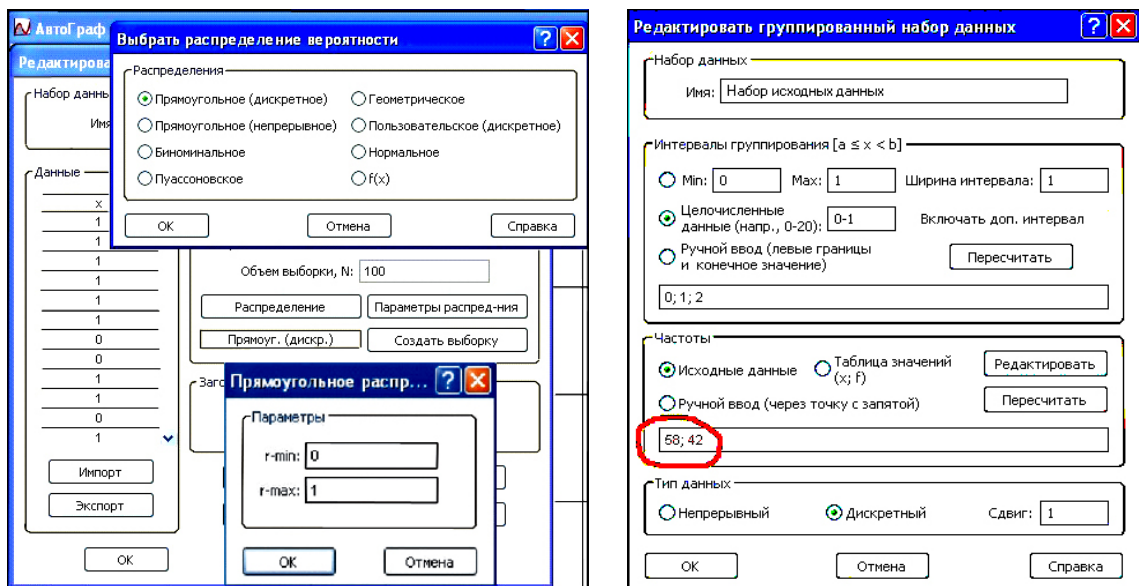 АвтоГраф
Редактирова
Набор данны
Имя
Данные
x
1
1
1
1
1
1
0
0
1
1
0
1
Импорт
Экспорт
OK
Выбрать распределение вероятности
Распределения
Прямоугольное (дискретное)
Геометрическое
Прямоугольное (непрерывное)
Пользовательское (дискретное)
Биноминальное
Нормальное
Пуассоновское
f(x)
OK
Отмена
Справка
Объем выборки, N: 100
Распределение
Параметры распред-ния
Прямоуг. (дискр.)
Создать выборку
Заго
Прямоугольное распр...
Параметры
r-min: 0
r-max: 1
OK
Отмена
Редактировать группированный набор данных
Набор данных
Имя: Набор исходных данных
Интервалы группирования [a ≤ x < b]
Min: 0 Max: 1 Ширина интервала: 1
Целочисленные
данные (напр., 0-20): 0-1 Включать доп. интервал
Ручной ввод (левые границы
и конечное значение)
Пересчитать
0; 1; 2
Частоты
Исходные данные
Таблица значений
(x; f)
Редактировать
Ручной ввод (через точку с запятой)
Пересчитать
58; 42
Тип данных
Непрерывный
Дискретный
Сдвиг: 1
OK
Отмена
Справка